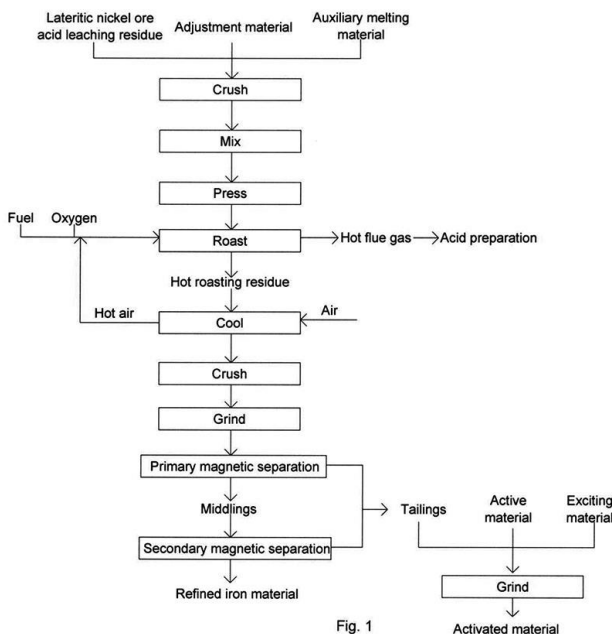 Lateritic nickel ore
acid leaching residue
Adjustment material
Auxiliary melting
material
Crush
Mix
Press
Fuel
Oxygen
Roast
Hot flue gas
Acid preparation
Hot roasting residue
Hot air
Air
Cool
Crush
Grind
Primary magnetic separation
Middlings
Tailings
Active
material
Exciting
material
Secondary magnetic separation
Refined iron material
Grind
Activated material
Fig. 1